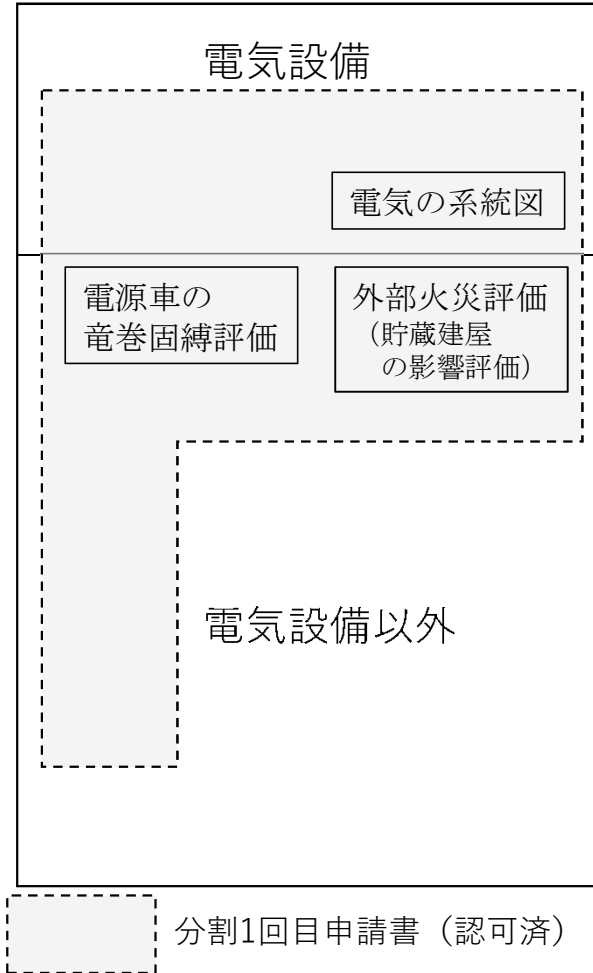 電気設備
電気の系統図
電源車の
竜巻固縛評価
外部火災評価
(貯蔵建屋
の影響評価)
電気設備以外
分割1回目申請書（認可済）